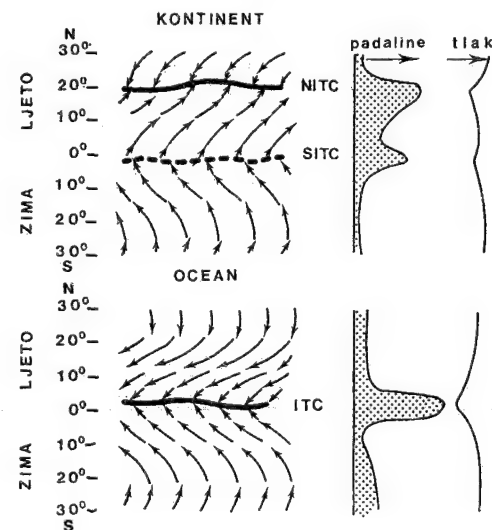 KONTINENT
N
30°
20°
10°
0°
10°
20°
30°
S
LJETO
ZIMA
NITC
SITC
padaline
tlak
OCEAN
N
30°
20°
10°
0°
10°
20°
30°
S
LJETO
ZIMA
ITC